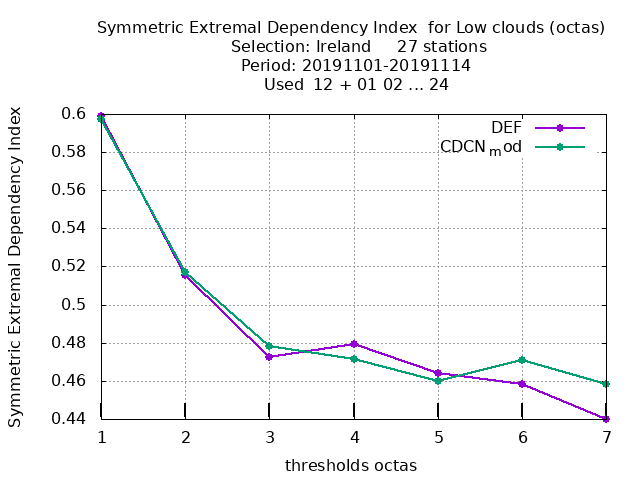 Symmetric Extremal Dependency Index  for Low clouds (octas)
Selection: Ireland     27 stations
Period: 20191101-20191114
Used  12 + 01 02 ... 24
Symmetric Extremal Dependency Index
0.6
0.58
0.56
0.54
0.52
0.5
0.48
0.46
0.44
DEF
CDCNmod
1 2 3 4 5 6 7
thresholds octas